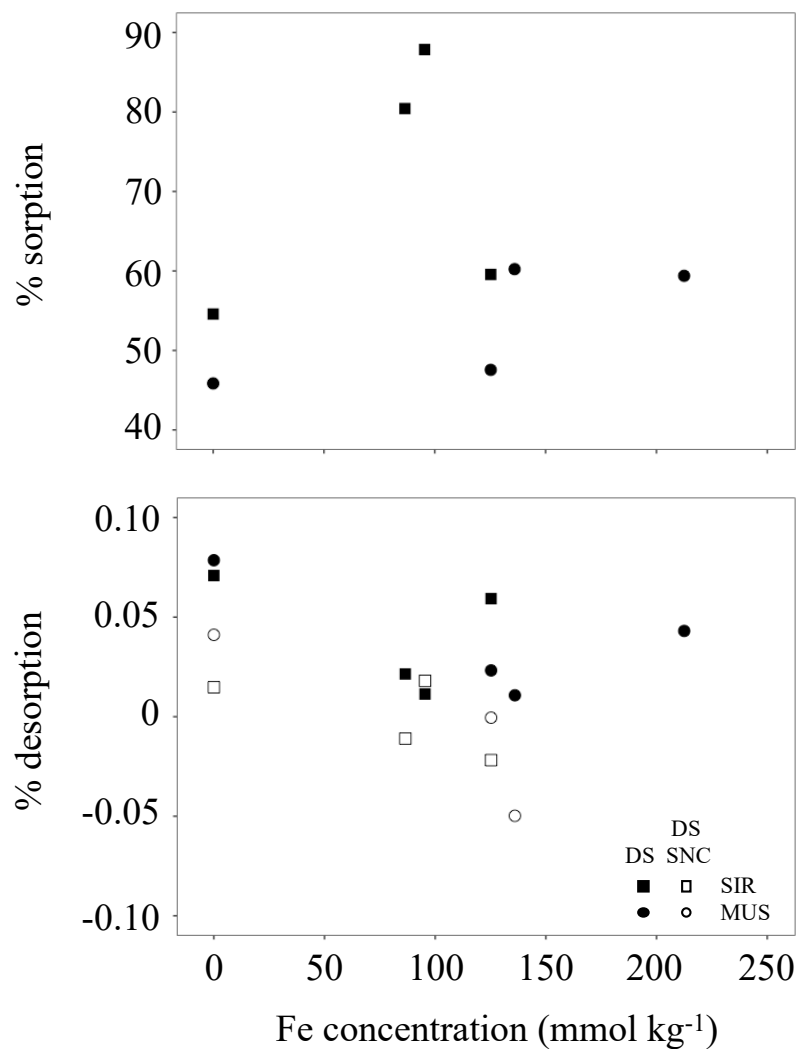 90
80
70
60
50
40
% sorption
0.10
0.05
0
-0.05
-0.10
% desorption
DS
DS SNC
SIR
MUS
0 50 100 150 200 250
Fe concentration (mmol kg⁻¹)